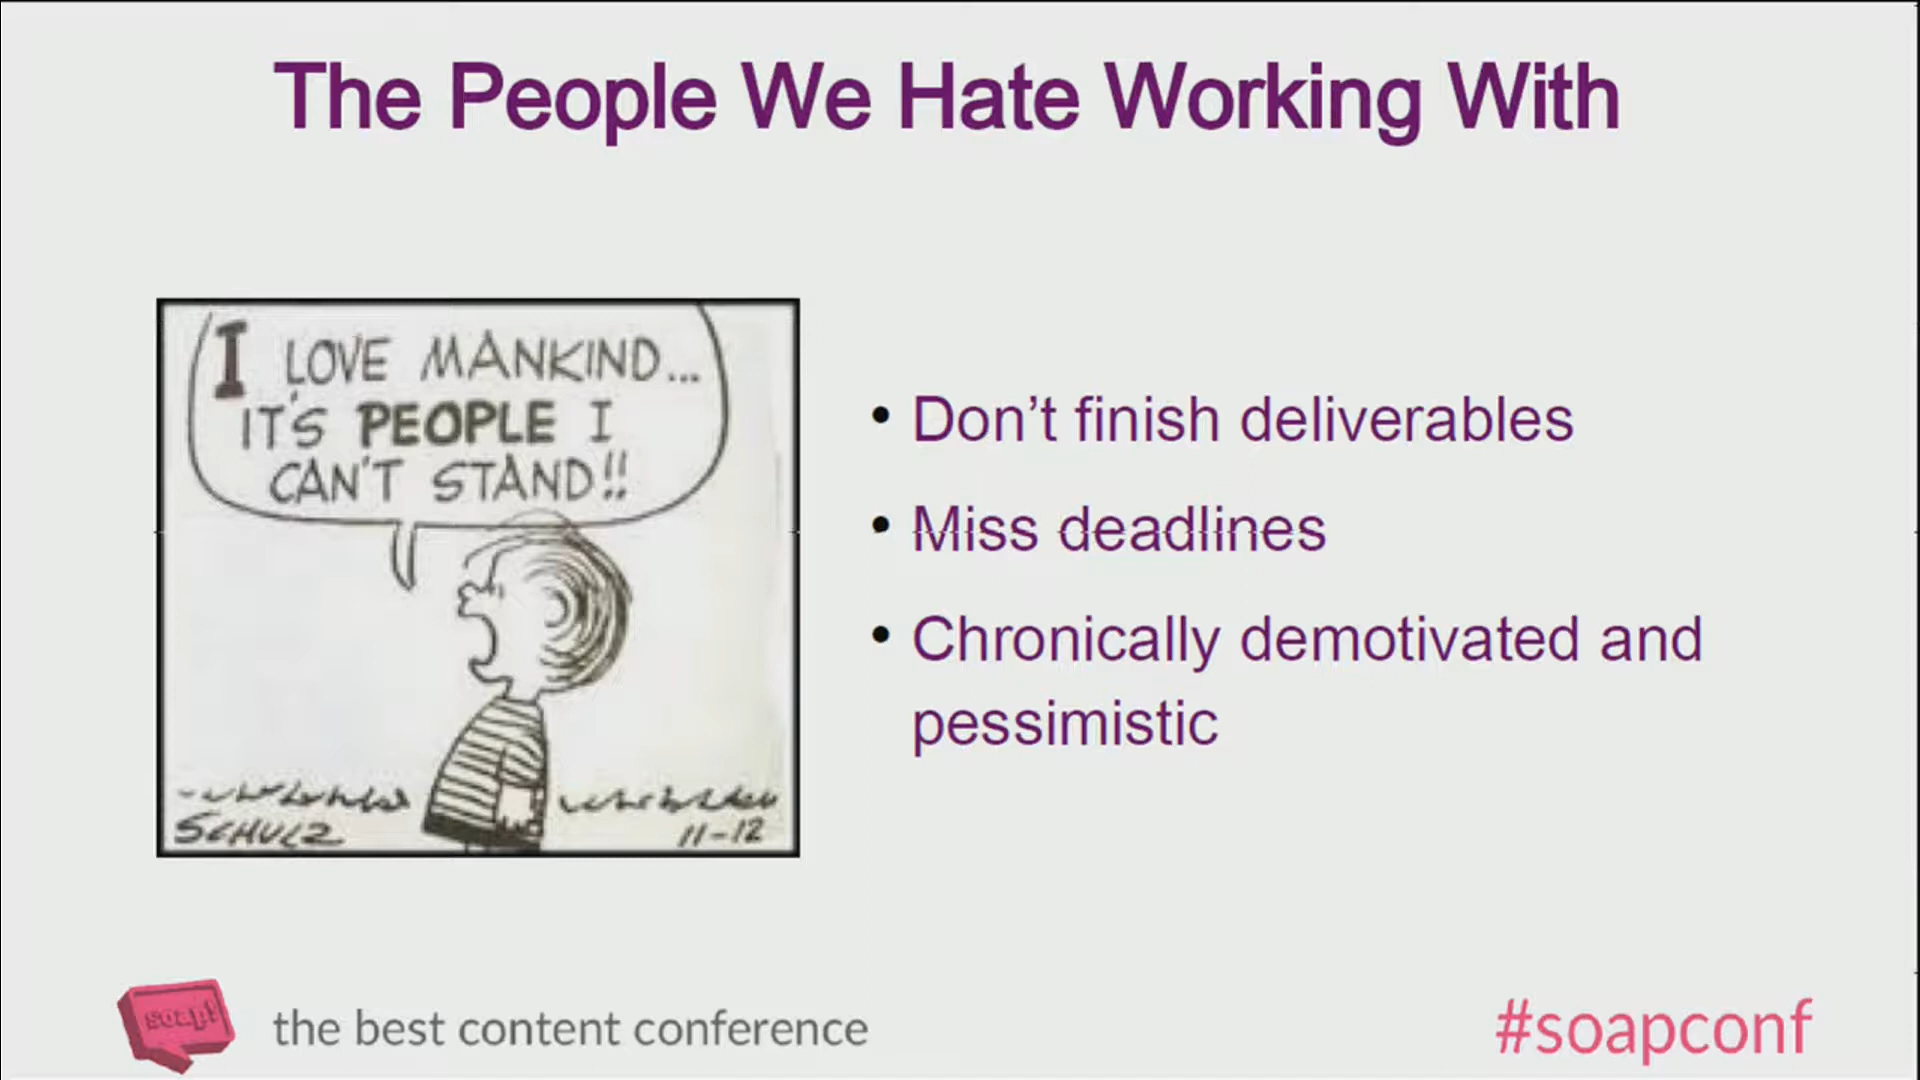 The People We Hate Working With
I LOVE MANKIND...
IT'S PEOPLE I
CAN'T STAND!!
SCHULZ
11-12
• Don’t finish deliverables
• Miss deadlines
• Chronically demotivated and
pessimistic
soap!
the best content conference
#soapconf